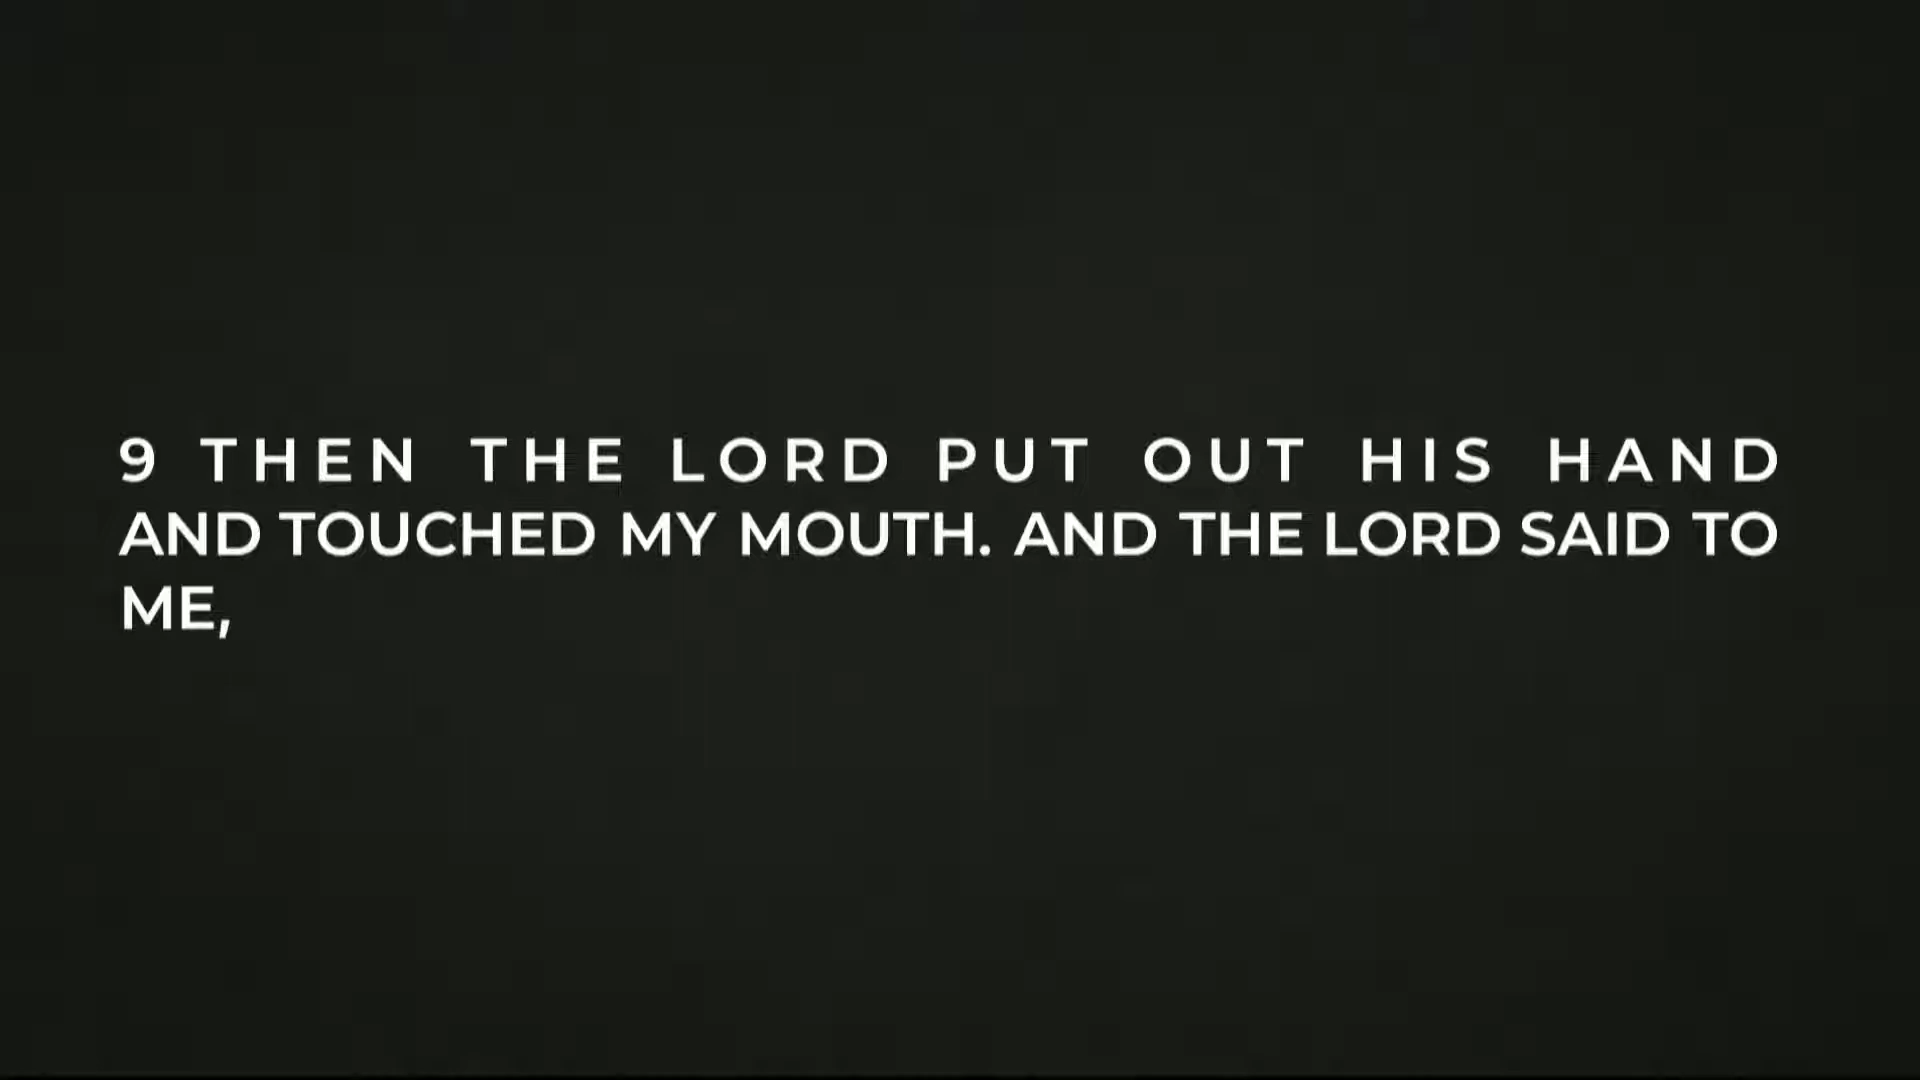 9 THEN THE LORD PUT OUT HIS HAND
AND TOUCHED MY MOUTH. AND THE LORD SAID TO
ME,